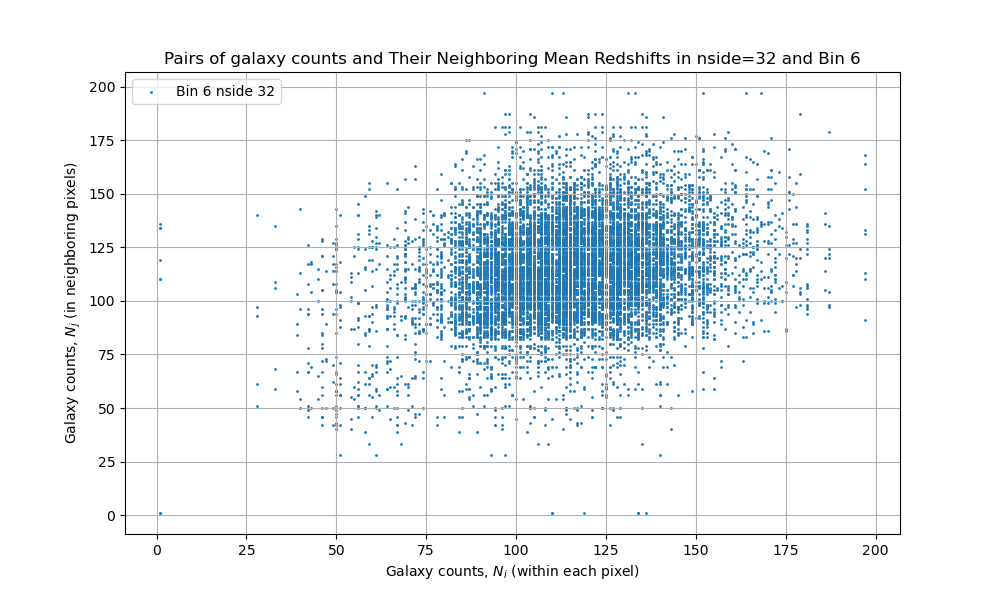 Pairs of galaxy counts and Their Neighboring Mean Redshifts in nside=32 and Bin 6
Bin 6 nside 32
200
175
150
125
100
75
50
25
0
Galaxy counts, N_j (in neighboring pixels)
0 25 50 75 100 125 150 175 200
Galaxy counts, N_i (within each pixel)